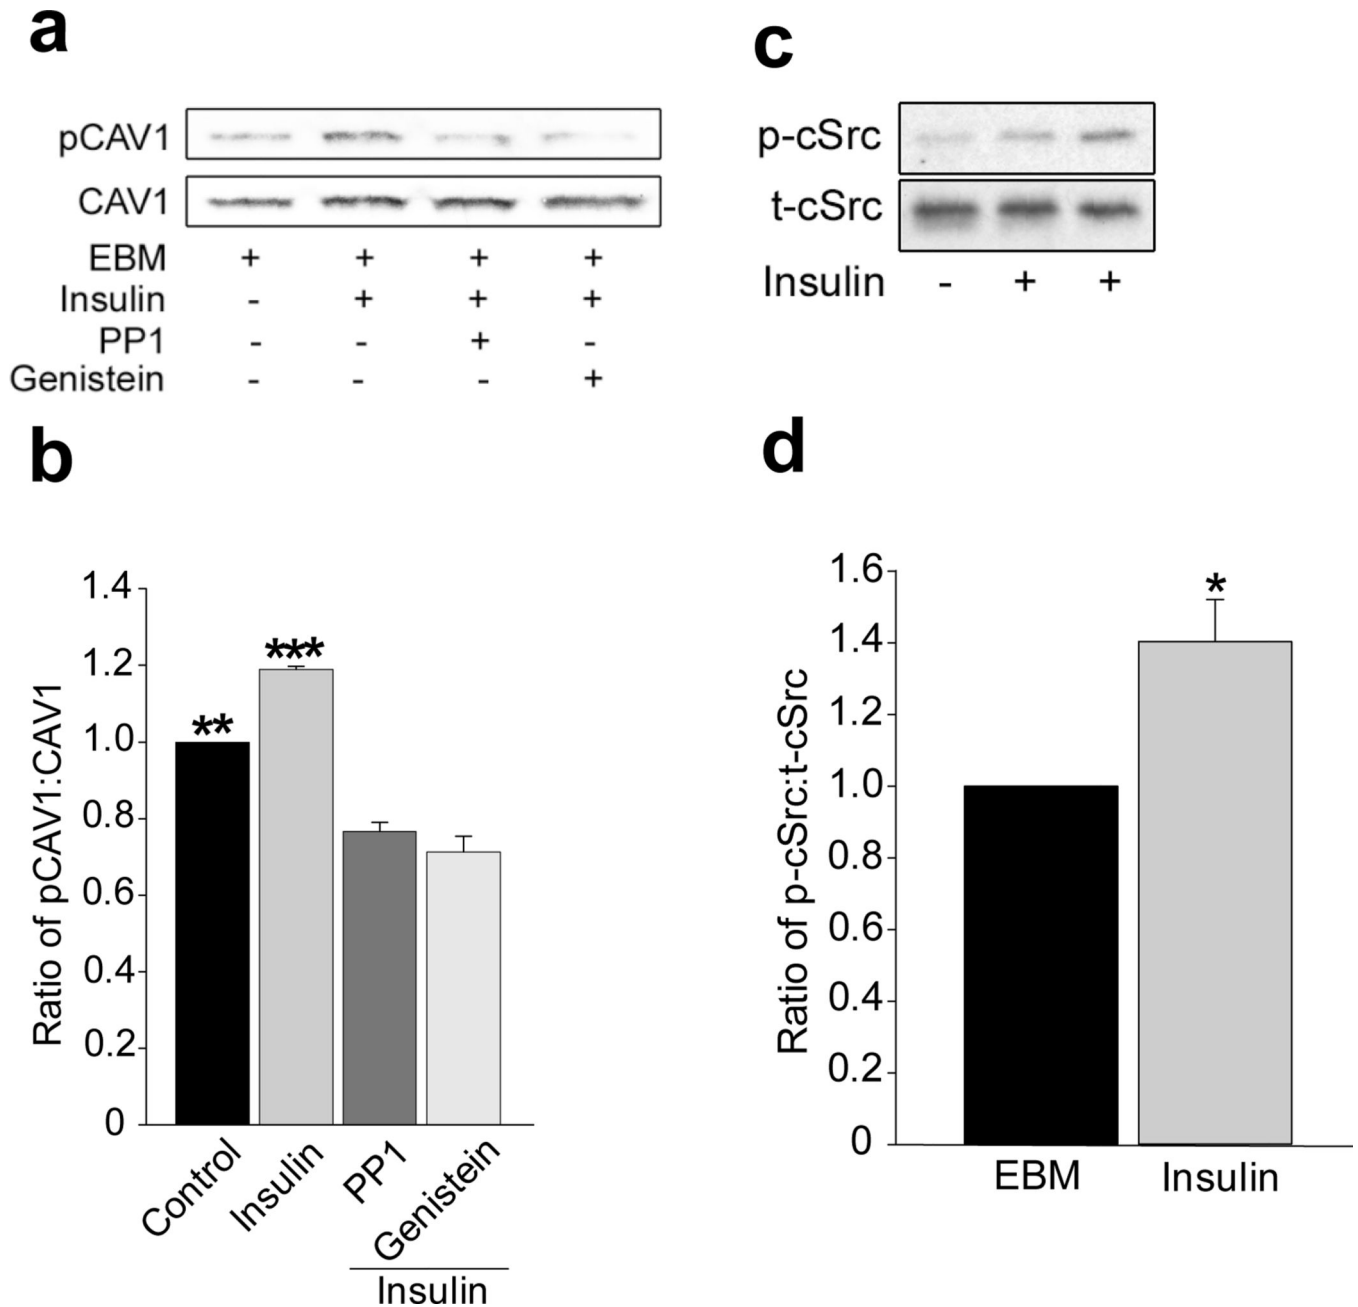 a
pCAV1
CAV1
EBM + + + +
Insulin - + + +
PP1 - - + -
Genistein - - - +
b
Ratio of pCAV1:CAV1
1.4
1.2
1.0
0.8
0.6
0.4
0.2
0
**
***
Control
Insulin
PP1
Genistein
Insulin
c
p-cSrc
t-cSrc
Insulin - + +
d
Ratio of p-cSrc:t-cSrc
1.6
1.4
1.2
1.0
0.8
0.6
0.4
0.2
0
*
EBM
Insulin